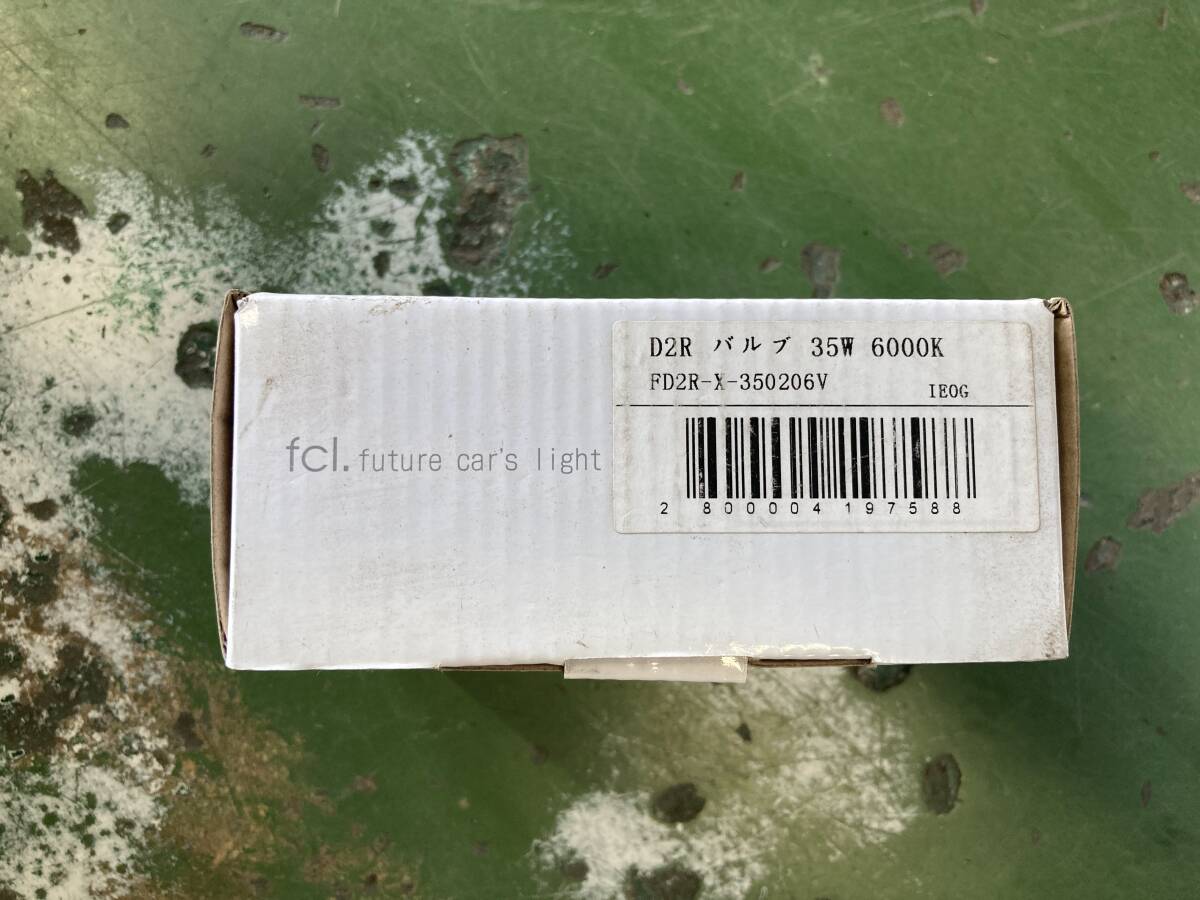 fcl. future car's light
D2R バルブ 35W 6000K
FD2R-X-350206V
IEOG
2 800004 197588